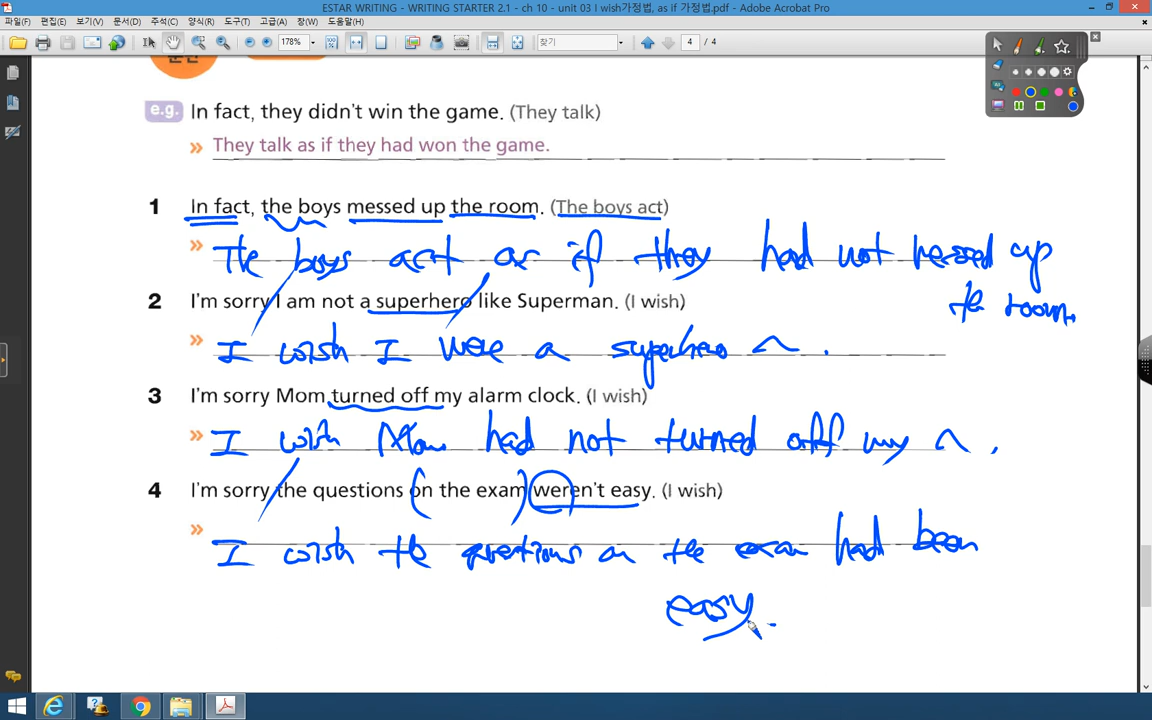 ESTAR WRITING - WRITING STARTER 2.1 - ch 10 - unit 03 I wish가정법, as if 가정법.pdf - Adobe Acrobat Pro
파일(F) 편집(E) 보기(V) 문서(D) 주석(C) 양식(R) 도구(T) 고급(A) 창(W) 도움말(H)
178% 찾기 4 / 4
e.g. In fact, they didn't win the game. (They talk)
» They talk as if they had won the game.
1 In fact, the boys messed up the room. (The boys act)
» The boys act as if they had not messed up
the room.
2 I'm sorry I am not a superhero like Superman. (I wish)
» I wish I were a superhero ~ .
3 I'm sorry Mom turned off my alarm clock. (I wish)
» I wish Mom had not turned off my ~ .
4 I'm sorry the questions on the exam weren't easy. (I wish)
» I wish the questions on the exam had been
easy.